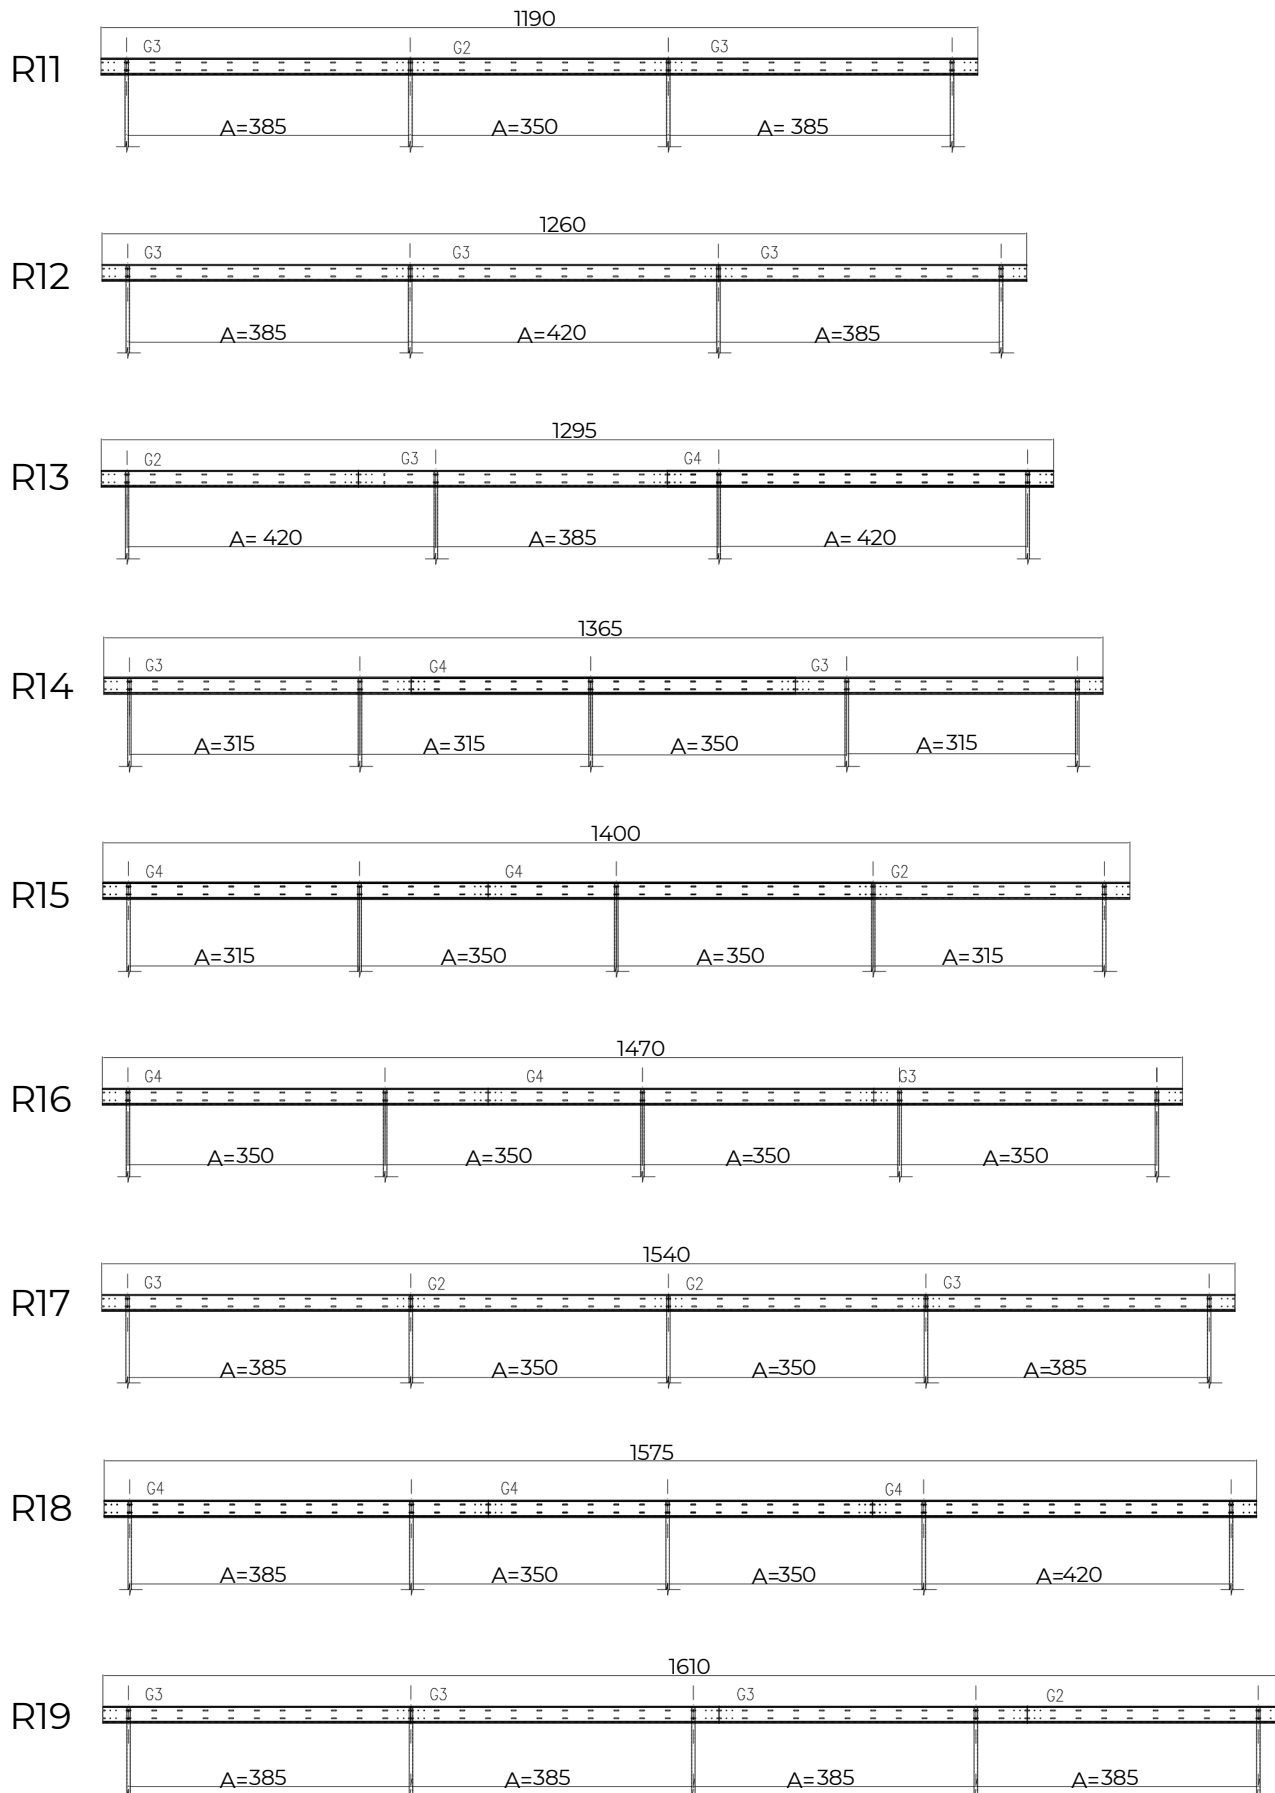 1190
G3 G2 G3
R11
A=385 A=350 A= 385
1260
G3 G3 G3
R12
A=385 A=420 A=385
1295
G2 G3 G4
R13
A= 420 A=385 A= 420
1365
G3 G4 G3
R14
A=315 A=315 A=350 A=315
1400
G4 G4 G2
R15
A=315 A=350 A=350 A=315
1470
G4 G4 G3
R16
A=350 A=350 A=350 A=350
1540
G3 G2 G2 G3
R17
A=385 A=350 A=350 A=385
1575
G4 G4 G4
R18
A=385 A=350 A=350 A=420
1610
G3 G3 G3 G2
R19
A=385 A=385 A=385 A=385